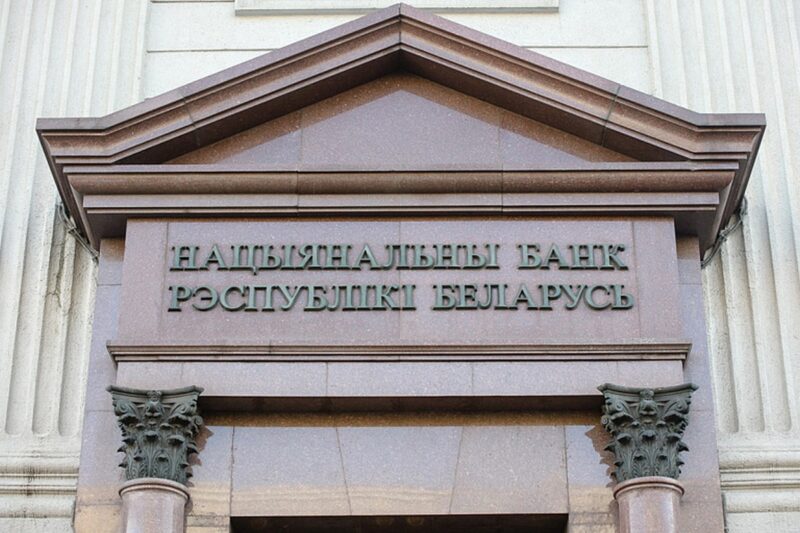 НАЦЫЯНАЛЬНЫ БАНК
РЭСПУБЛІКІ БЕЛАРУСЬ